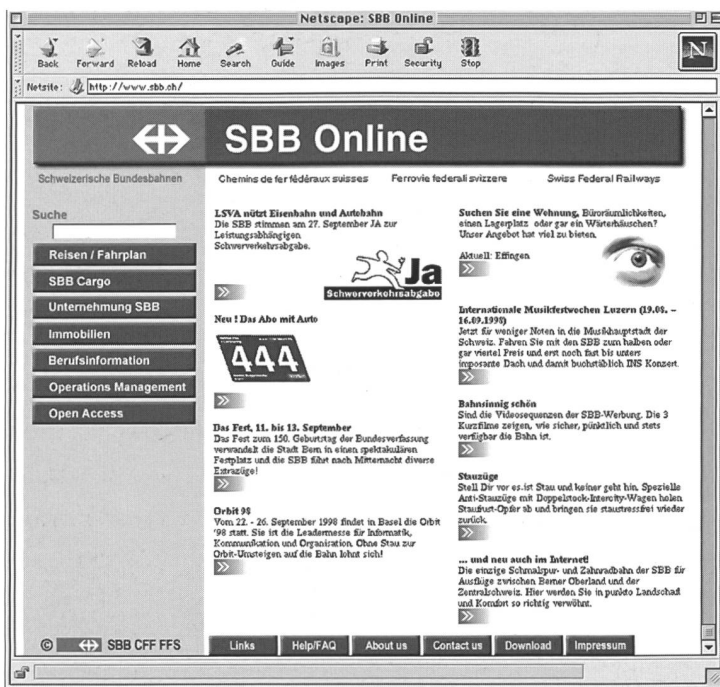 Netscape: SBB Online
Back Forward Reload Home Search Guide Images Print Security Stop
N
Netsite: http://www.sbb.ch/
SBB Online
Schweizerische Bundesbahnen
Chemins de fer fédéraux suisses
Ferrovie federali svizzere
Swiss Federal Railways
Suche
Reisen / Fahrplan
SBB Cargo
Unternehmung SBB
Immobilien
Berufsinformation
Operations Management
Open Access
LSVA nützt Eisenbahn und Autobahn
Die SBB stimmen am 27. September JA zur
Leistungsabhängigen
Schwerverkehrsabgabe.
Ja
Schwerverkehrsabgabe
Neu ! Das Abo mit Auto
444
Das Fest, 11. bis 13. September
Das Fest zum 150. Geburtstag der Bundesverfassung
verwandelt die Stadt Bern in einen spektakulären
Festplatz und die SBB führt nach Mitternacht diverse
Extrazüge!
Orbit 98
Vom 22. - 26. September 1998 findet in Basel die Orbit
'98 statt. Sie ist die Leadermesse für Informatik,
Kommunikation und Organisation. Ohne Stau zur
Orbit-Umsteigen auf die Bahn lohnt sich!
Suchen Sie eine Wohnung, Büroräumlichkeiten,
einen Lagerplatz oder gar ein Wärterhäuschen?
Unser Angebot hat viel zu bieten.
Aktuell: Effingen
Internationale Musikfestwochen Luzern (19.08. –
16.09.1998)
Jetzt für weniger Noten in die Musikhauptstadt der
Schweiz. Fahren Sie mit den SBB zum halben oder
gar viertel Preis und erst noch fast bis unters
imposante Dach und damit buchstäblich INS Konzert.
Bahnsinnig schön
Sind die Videosequenzen der SBB-Werbung. Die 3
Kurzfilme zeigen, wie sicher, pünktlich und stets
verfügbar die Bahn ist.
Stauzüge
Stell Dir vor es ist Stau und keiner geht hin. Spezielle
Anti-Stauzüge mit Doppelstock-Intercity-Wagen holen
Staufrust-Opfer ab und bringen sie staustressfrei wieder
zurück.
... und neu auch im Internet!
Die einzige Schmalspur- und Zahnradbahn der SBB für
Ausflüge zwischen Berner Oberland und der
Zentralschweiz. Hier werden Sie in punkto Landschaft
und Komfort so richtig verwöhnt.
© SBB CFF FFS
Links Help/FAQ About us Contact us Download Impressum